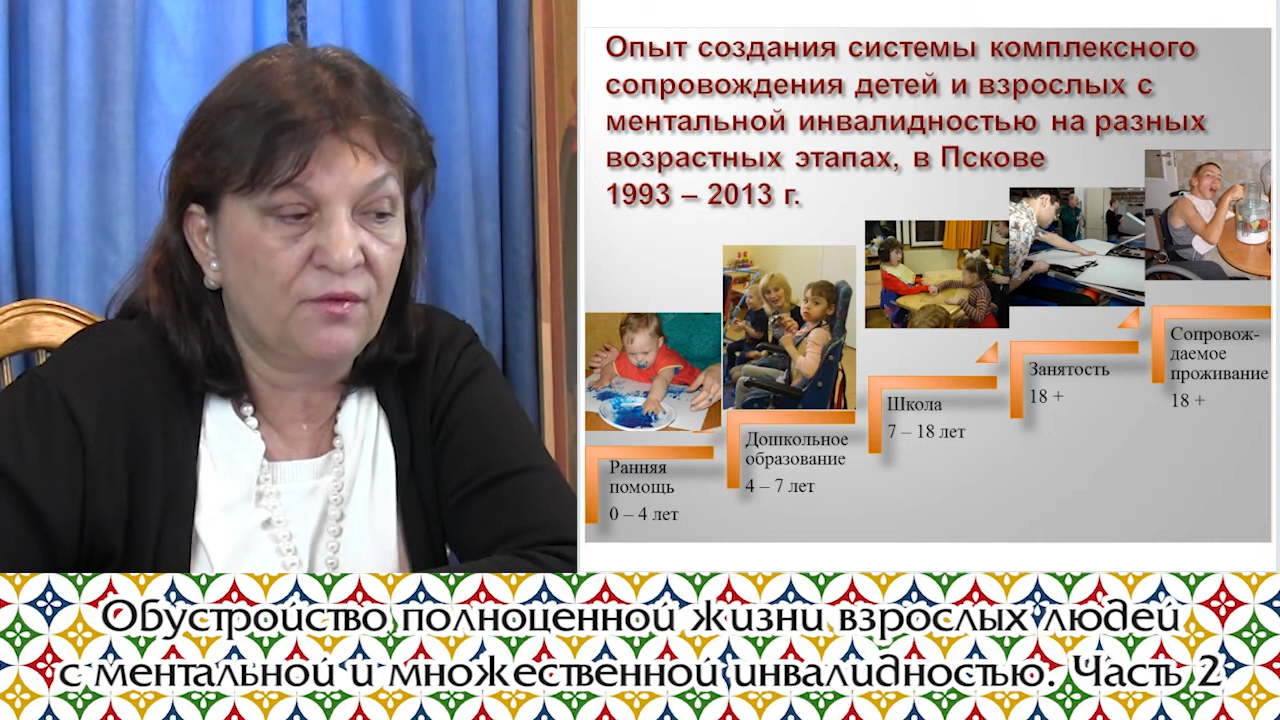 Опыт создания системы комплексного
сопровождения детей и взрослых с
ментальной инвалидностью на разных
возрастных этапах, в Пскове
1993 – 2013 г.
Ранняя
помощь
0 – 4 лет
Дошкольное
образование
4 – 7 лет
Школа
7 – 18 лет
Занятость
18 +
Сопровож-
даемое
проживание
18 +
Обустройство полноценной жизни взрослых людей
с ментальной и множественной инвалидностью. Часть 2